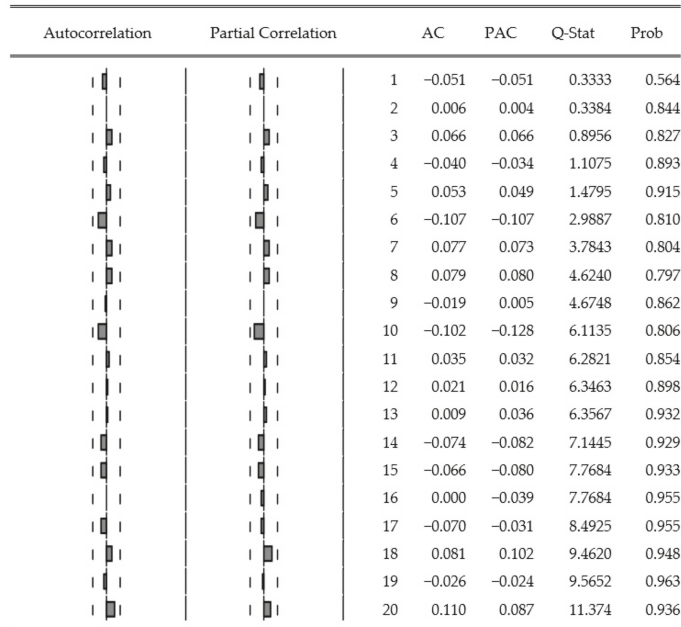 Autocorrelation Partial Correlation AC PAC Q-Stat Prob
1 −0.051 −0.051 0.3333 0.564
2 0.006 0.004 0.3384 0.844
3 0.066 0.066 0.8956 0.827
4 −0.040 −0.034 1.1075 0.893
5 0.053 0.049 1.4795 0.915
6 −0.107 −0.107 2.9887 0.810
7 0.077 0.073 3.7843 0.804
8 0.079 0.080 4.6240 0.797
9 −0.019 0.005 4.6748 0.862
10 −0.102 −0.128 6.1135 0.806
11 0.035 0.032 6.2821 0.854
12 0.021 0.016 6.3463 0.898
13 0.009 0.036 6.3567 0.932
14 −0.074 −0.082 7.1445 0.929
15 −0.066 −0.080 7.7684 0.933
16 0.000 −0.039 7.7684 0.955
17 −0.070 −0.031 8.4925 0.955
18 0.081 0.102 9.4620 0.948
19 −0.026 −0.024 9.5652 0.963
20 0.110 0.087 11.374 0.936